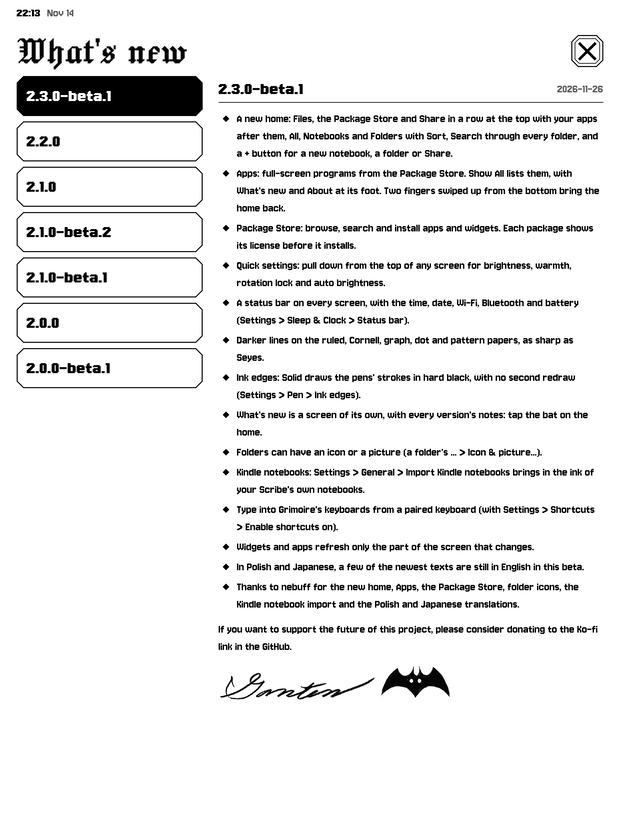 22:13 Nov 14
What's new
2.3.0-beta.1
2.2.0
2.1.0
2.1.0-beta.2
2.1.0-beta.1
2.0.0
2.0.0-beta.1
2.3.0-beta.1 2026-11-26
◆ A new home: Files, the Package Store and Share in a row at the top with your apps
after them, All, Notebooks and Folders with Sort, Search through every folder, and
a + button for a new notebook, a folder or Share.
◆ Apps: full-screen programs from the Package Store. Show All lists them, with
What's new and About at its foot. Two fingers swiped up from the bottom bring the
home back.
◆ Package Store: browse, search and install apps and widgets. Each package shows
its license before it installs.
◆ Quick settings: pull down from the top of any screen for brightness, warmth,
rotation lock and auto brightness.
◆ A status bar on every screen, with the time, date, Wi-Fi, Bluetooth and battery
(Settings > Sleep & Clock > Status bar).
◆ Darker lines on the ruled, Cornell, graph, dot and pattern papers, as sharp as
Seyes.
◆ Ink edges: Solid draws the pens' strokes in hard black, with no second redraw
(Settings > Pen > Ink edges).
◆ What's new is a screen of its own, with every version's notes: tap the bat on the
home.
◆ Folders can have an icon or a picture (a folder's ... > Icon & picture...).
◆ Kindle notebooks: Settings > General > Import Kindle notebooks brings in the ink of
your Scribe's own notebooks.
◆ Type into Grimoire's keyboards from a paired keyboard (with Settings > Shortcuts
> Enable shortcuts on).
◆ Widgets and apps refresh only the part of the screen that changes.
◆ In Polish and Japanese, a few of the newest texts are still in English in this beta.
◆ Thanks to nebuff for the new home, Apps, the Package Store, folder icons, the
Kindle notebook import and the Polish and Japanese translations.
If you want to support the future of this project, please consider donating to the Ko-fi
link in the GitHub.